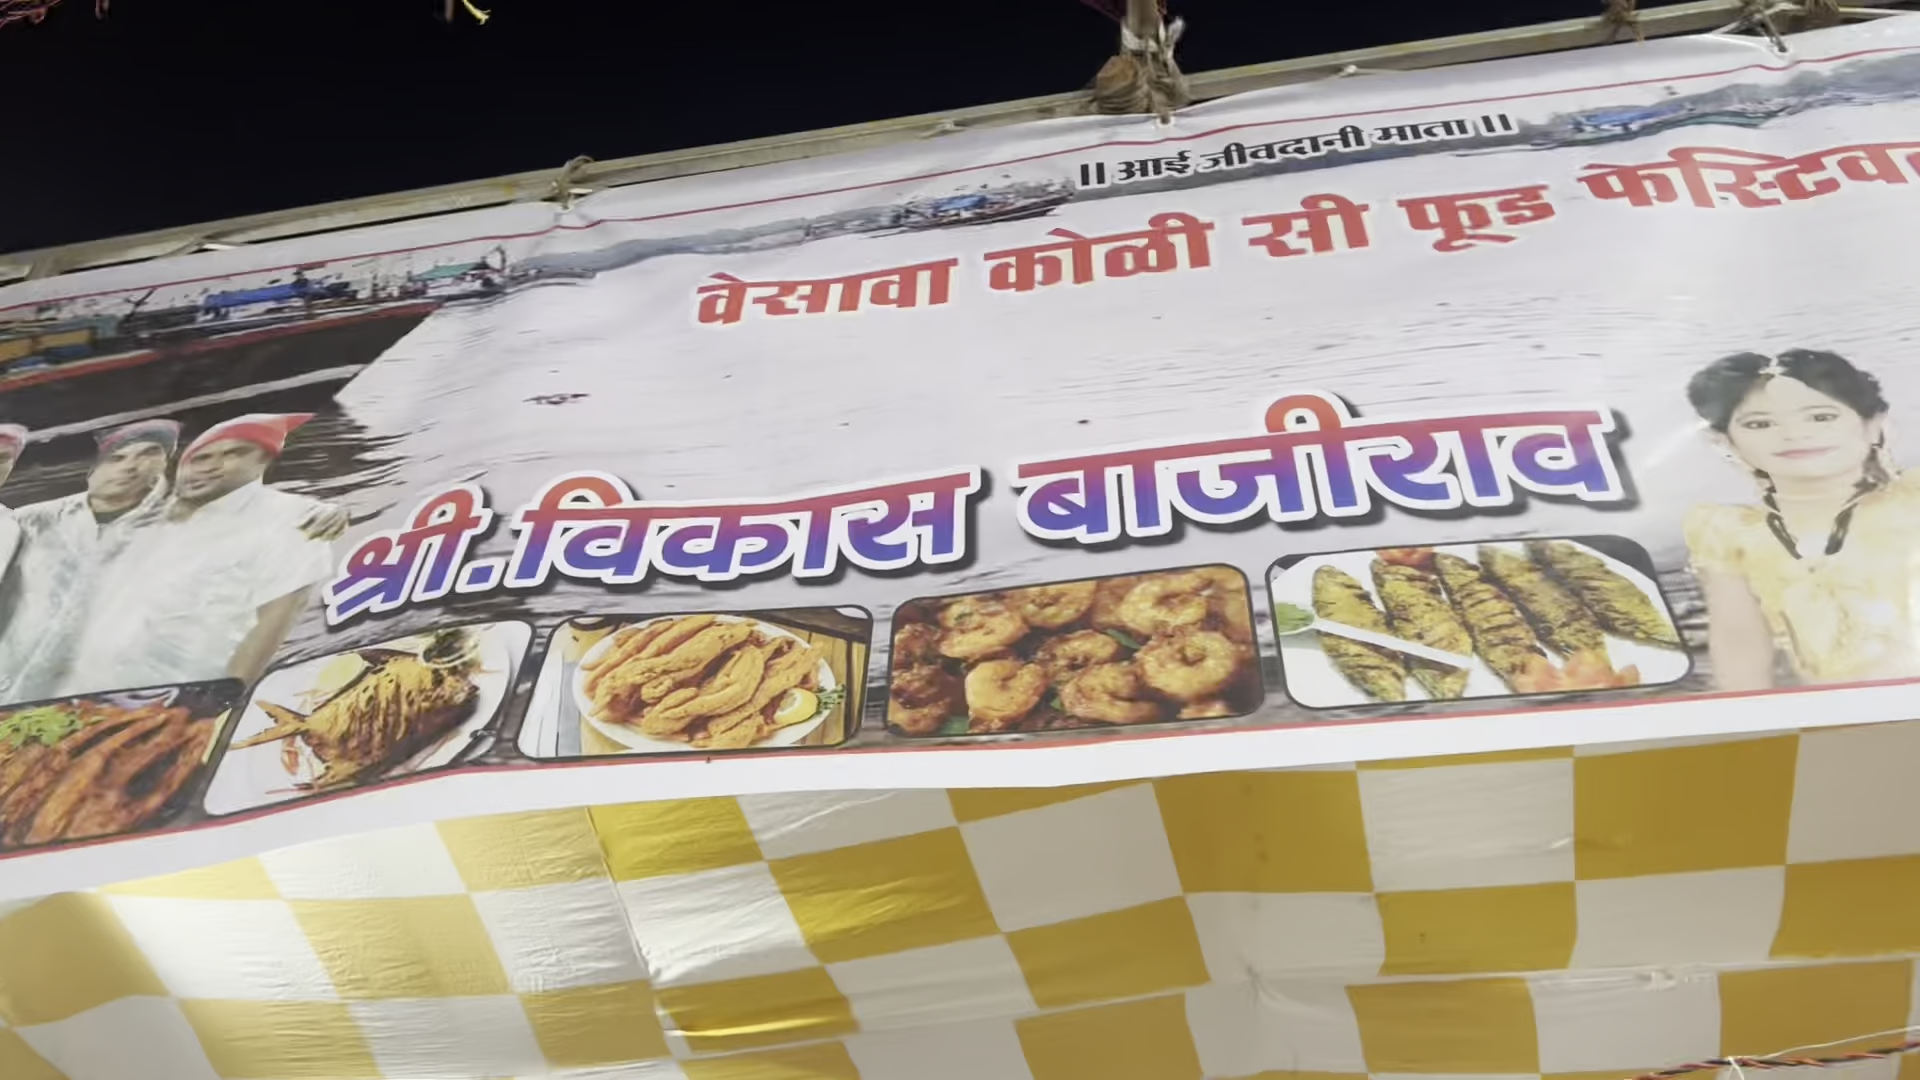 ॥ आई जीवदानी माता ॥
वेसावा कोळी सी फूड फेस्टिवल
श्री.विकास बाजीराव